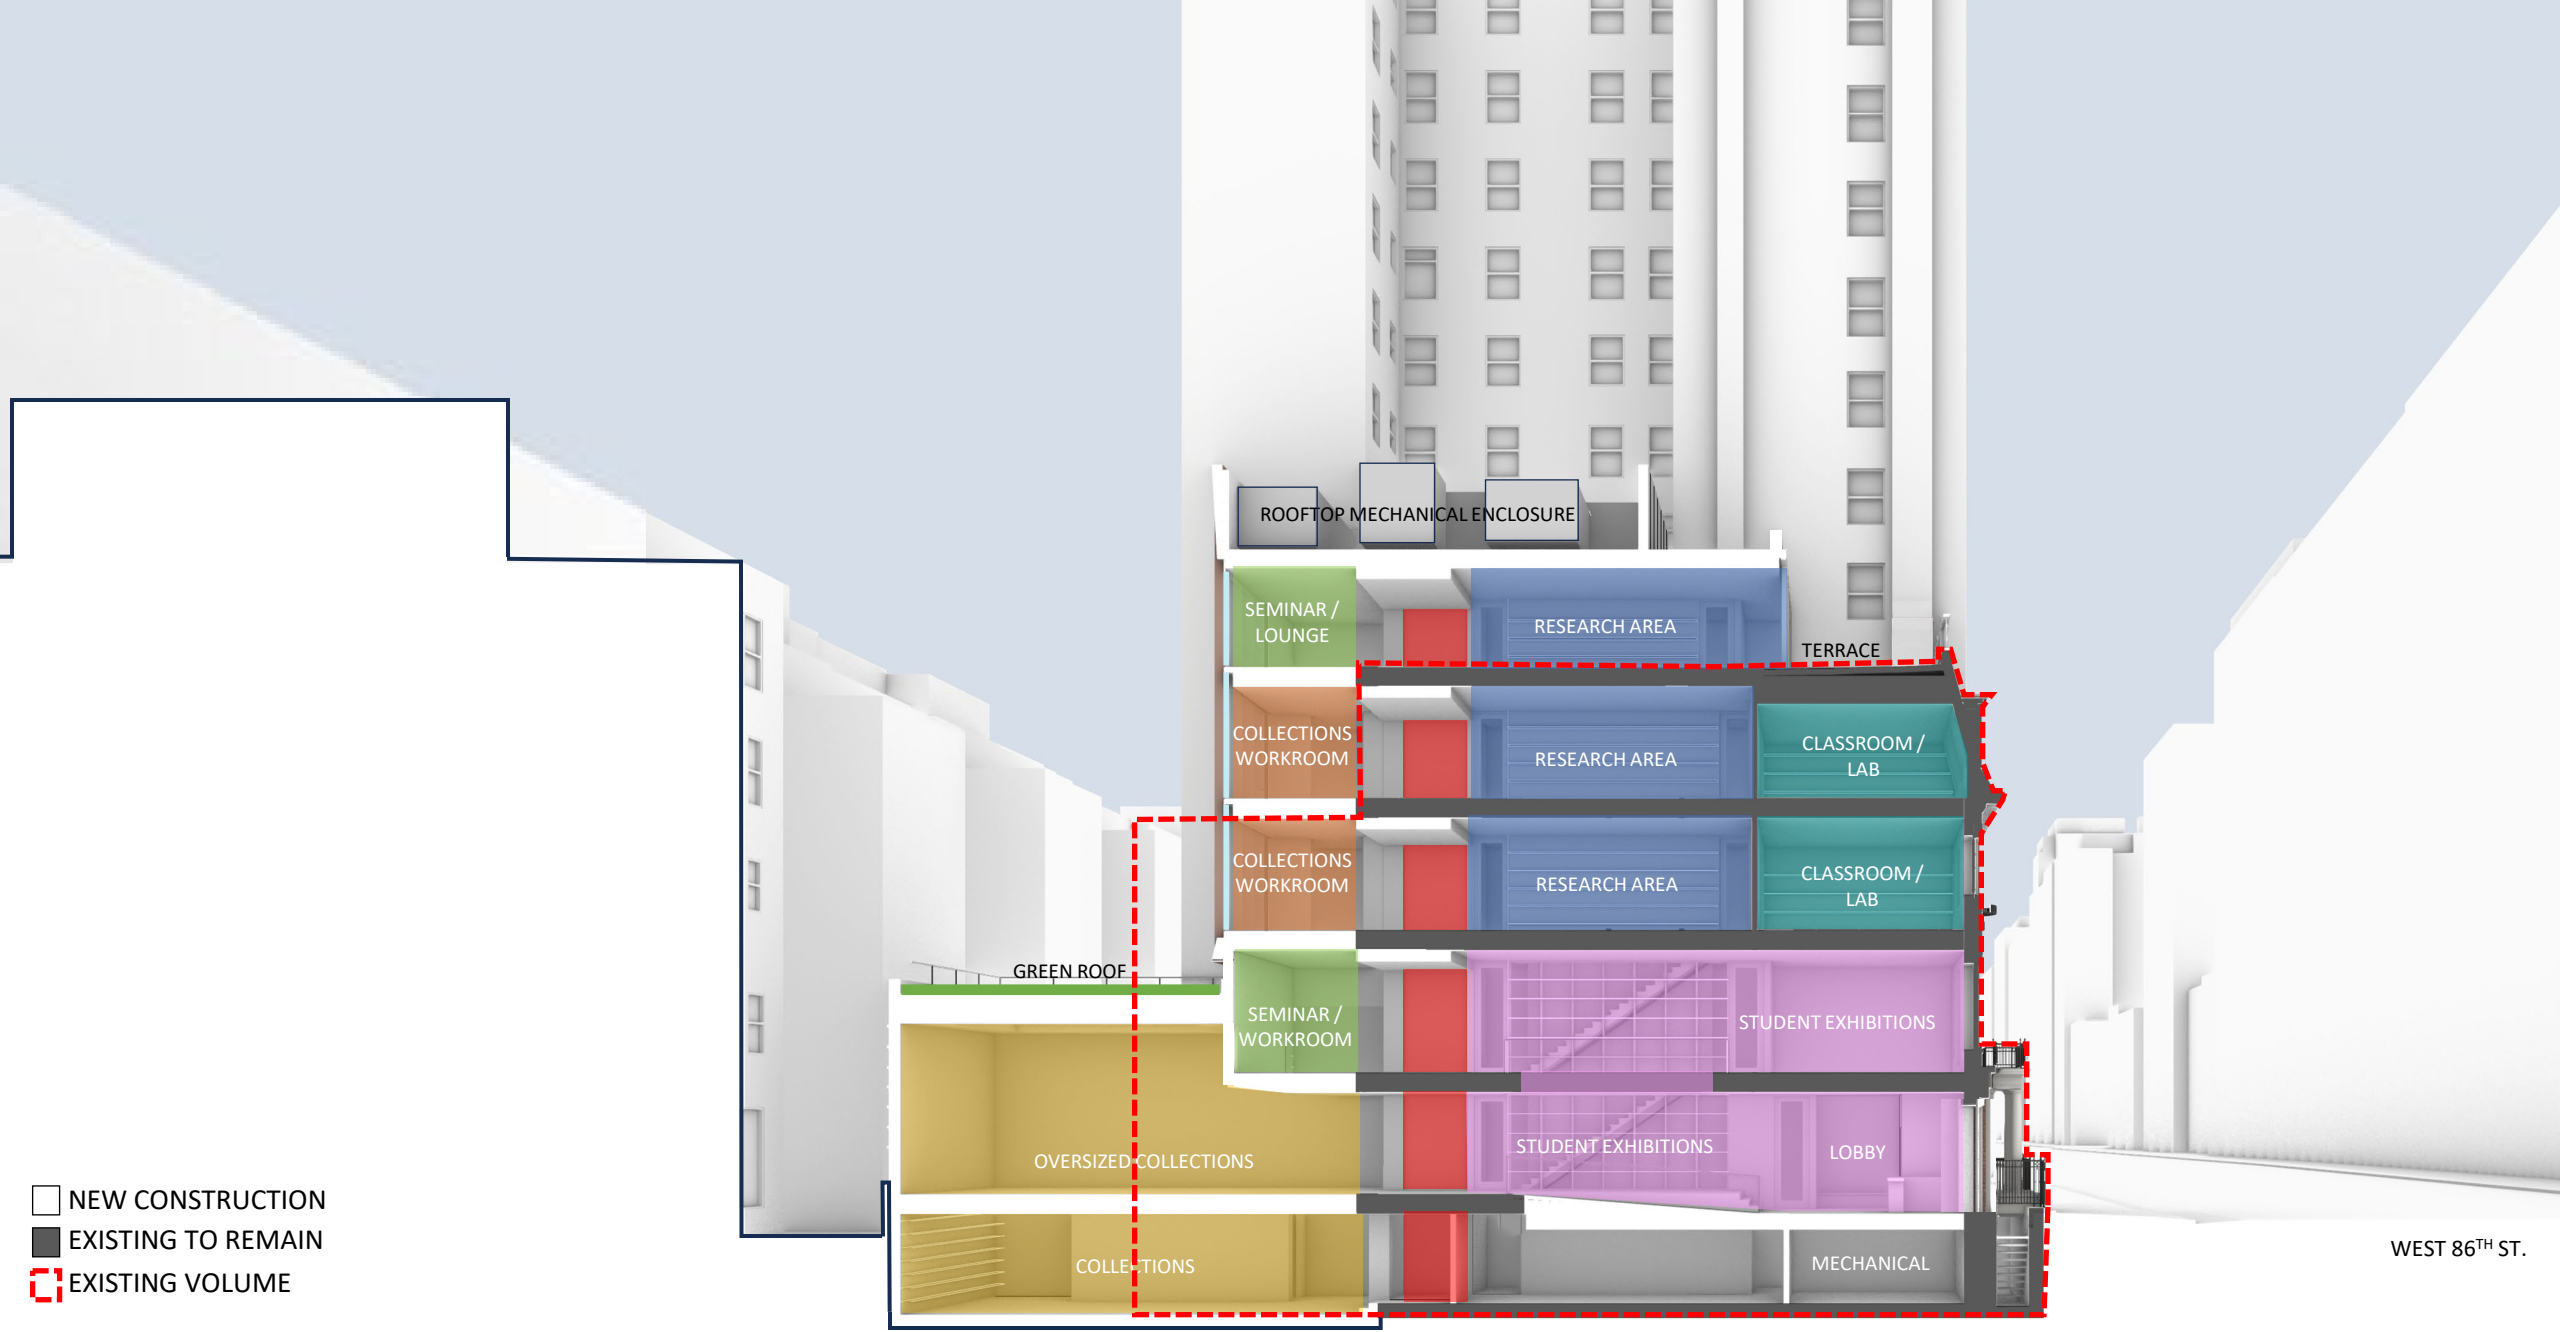 ROOFTOP MECHANICAL ENCLOSURE
SEMINAR /
LOUNGE
RESEARCH AREA
TERRACE
COLLECTIONS
WORKROOM
RESEARCH AREA
CLASSROOM /
LAB
COLLECTIONS
WORKROOM
RESEARCH AREA
CLASSROOM /
LAB
GREEN ROOF
SEMINAR /
WORKROOM
STUDENT EXHIBITIONS
OVERSIZED COLLECTIONS
STUDENT EXHIBITIONS
LOBBY
COLLECTIONS
MECHANICAL
NEW CONSTRUCTION
EXISTING TO REMAIN
EXISTING VOLUME
WEST 86TH ST.